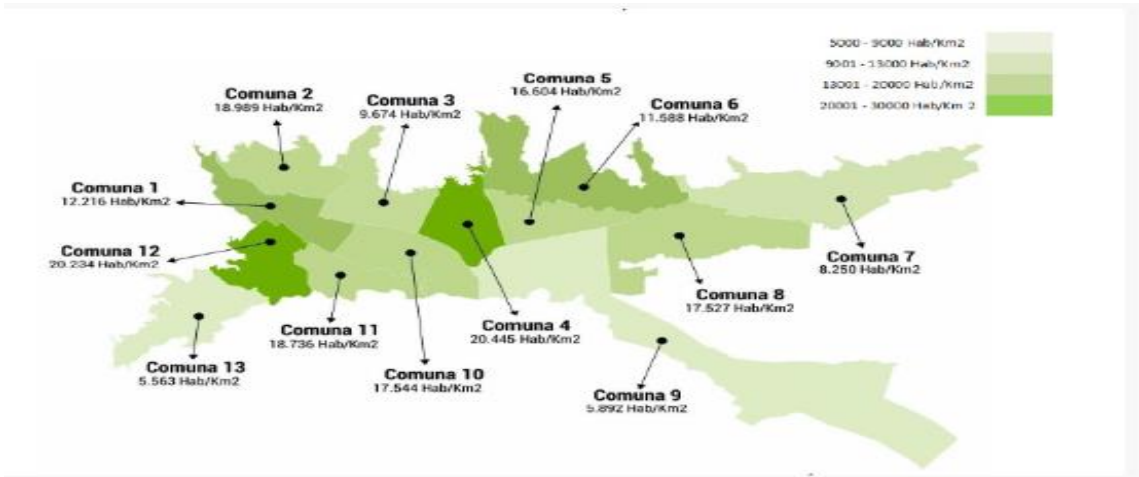 5000 - 9000 Hab/Km2
9001 - 13000 Hab/Km2
13001 - 20000 Hab/Km2
20001 - 30000 Hab/Km 2
Comuna 5
16.604 Hab/Km2
Comuna 2
18.989 Hab/Km2
Comuna 3
9.674 Hab/Km2
Comuna 6
11.588 Hab/Km2
Comuna 1
12.216 Hab/Km2
Comuna 12
20.234 Hab/Km2
Comuna 7
8.250 Hab/Km2
Comuna 8
17.527 Hab/Km2
Comuna 11
18.736 Hab/Km2
Comuna 4
20.445 Hab/Km2
Comuna 13
5.563 Hab/Km2
Comuna 10
17.544 Hab/Km2
Comuna 9
5.892 Hab/Km2